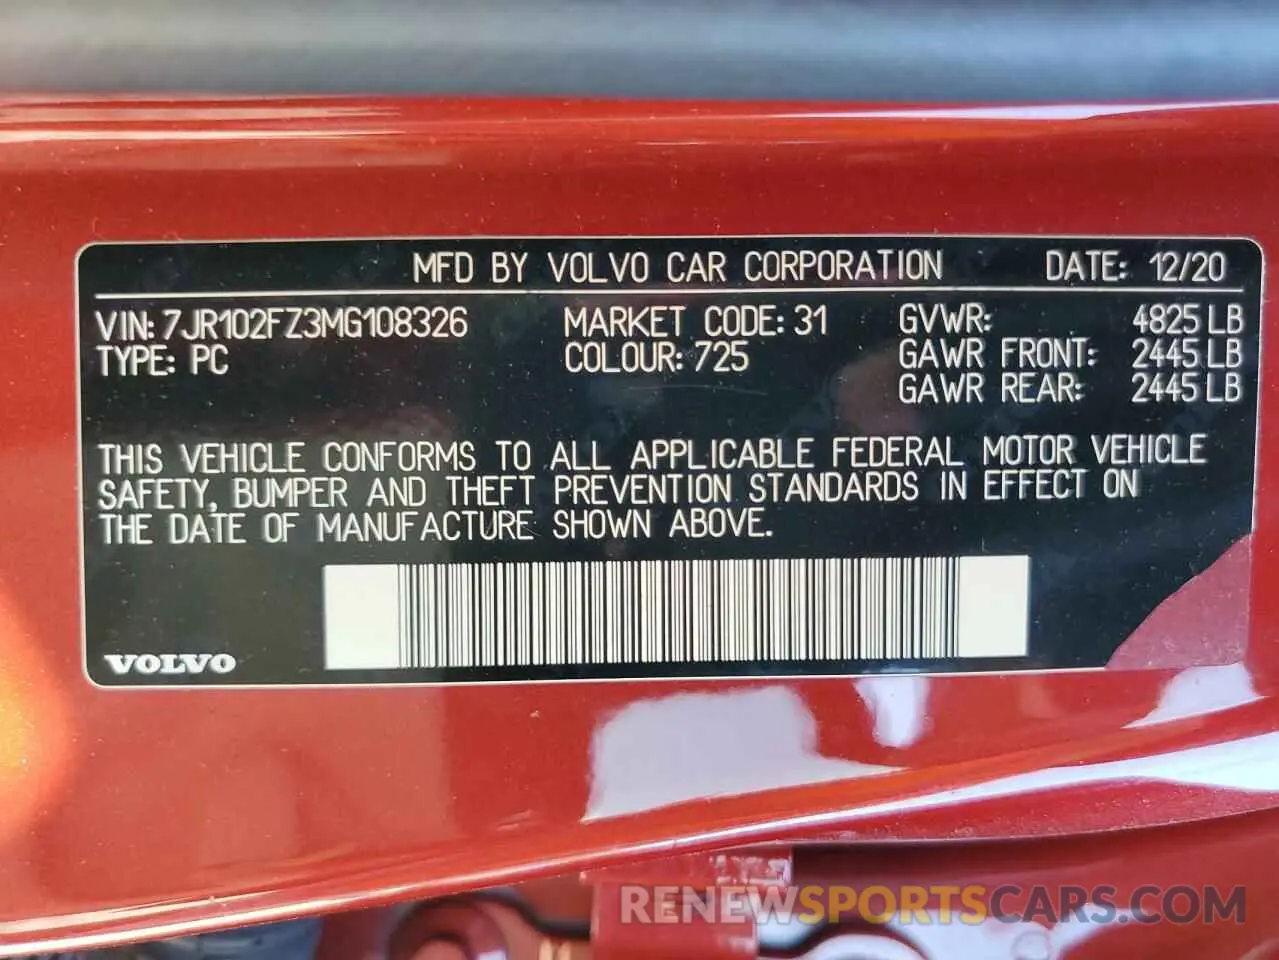 MFD BY VOLVO CAR CORPORATION DATE: 12/20
VIN: 7JR102FZ3MG108326 MARKET CODE: 31 GVWR: 4825 LB
TYPE: PC COLOUR: 725 GAWR FRONT: 2445 LB
GAWR REAR: 2445 LB
THIS VEHICLE CONFORMS TO ALL APPLICABLE FEDERAL MOTOR VEHICLE
SAFETY, BUMPER AND THEFT PREVENTION STANDARDS IN EFFECT ON
THE DATE OF MANUFACTURE SHOWN ABOVE.
VOLVO
RENEWSPORTSCARS.COM